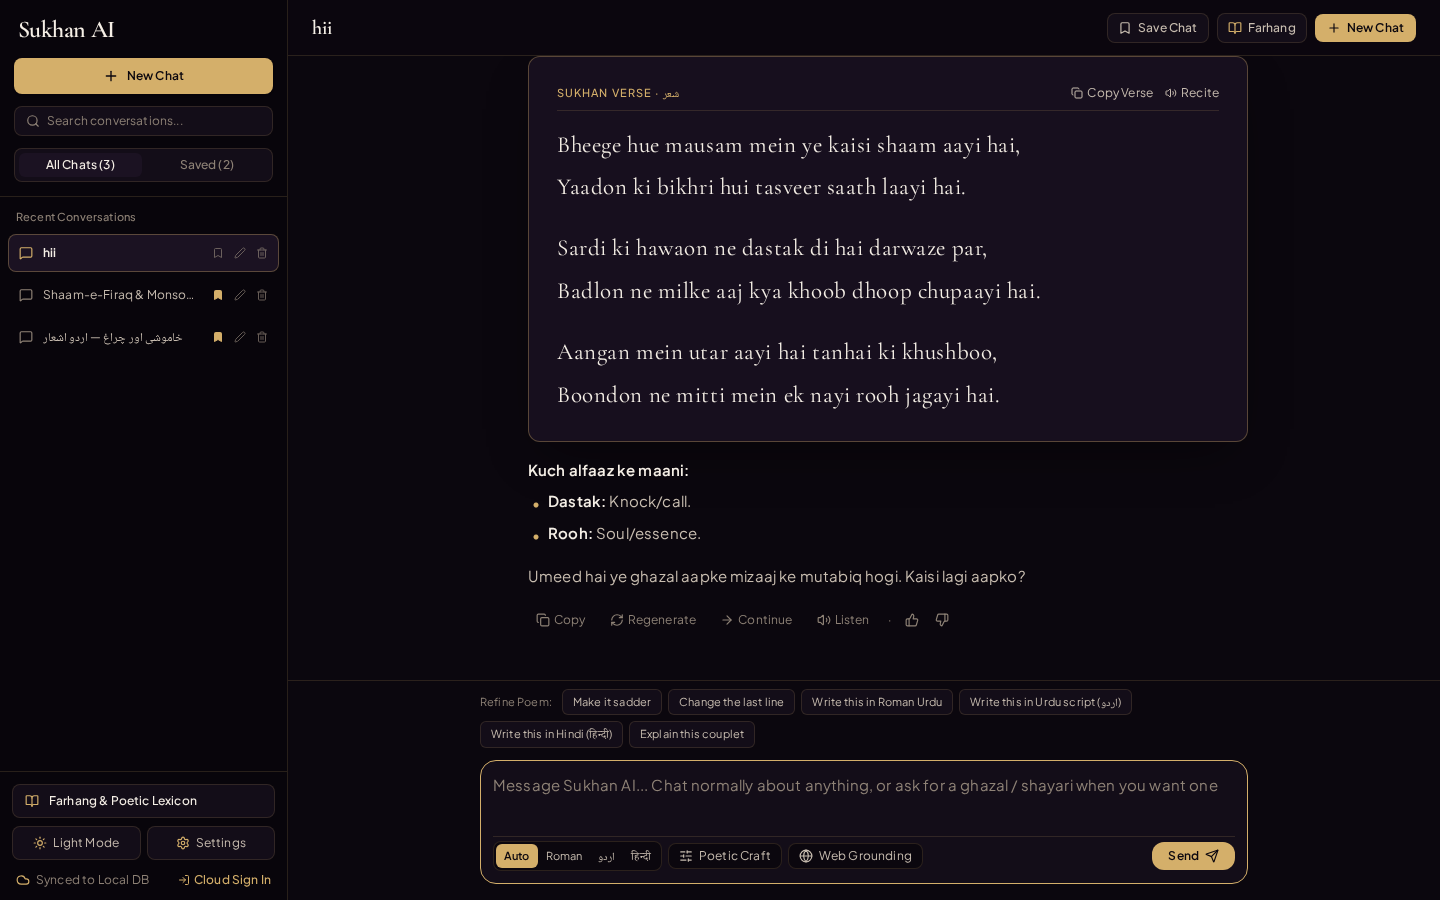 Sukhan AI
New Chat
Search conversations...
All Chats (3) Saved (2)
Recent Conversations
hii
Shaam-e-Firaq & Monso...
خاموشی اور چراغ — اردو اشعار
Farhang & Poetic Lexicon
Light Mode Settings
Synced to Local DB Cloud Sign In
hii
Save Chat Farhang New Chat
SUKHAN VERSE · شعر Copy Verse Recite
Bheege hue mausam mein ye kaisi shaam aayi hai,
Yaadon ki bikhri hui tasveer saath laayi hai.
Sardi ki hawaon ne dastak di hai darwaze par,
Badlon ne milke aaj kya khoob dhoop chupaayi hai.
Aangan mein utar aayi hai tanhai ki khushboo,
Boondon ne mitti mein ek nayi rooh jagayi hai.
Kuch alfaaz ke maani:
Dastak: Knock/call.
Rooh: Soul/essence.
Umeed hai ye ghazal aapke mizaaj ke mutabiq hogi. Kaisi lagi aapko?
Copy Regenerate Continue Listen ·
Refine Poem: Make it sadder Change the last line Write this in Roman Urdu Write this in Urdu script (اردو)
Write this in Hindi (हिन्दी) Explain this couplet
Message Sukhan AI... Chat normally about anything, or ask for a ghazal / shayari when you want one
Auto Roman اردو हिन्दी Poetic Craft Web Grounding Send